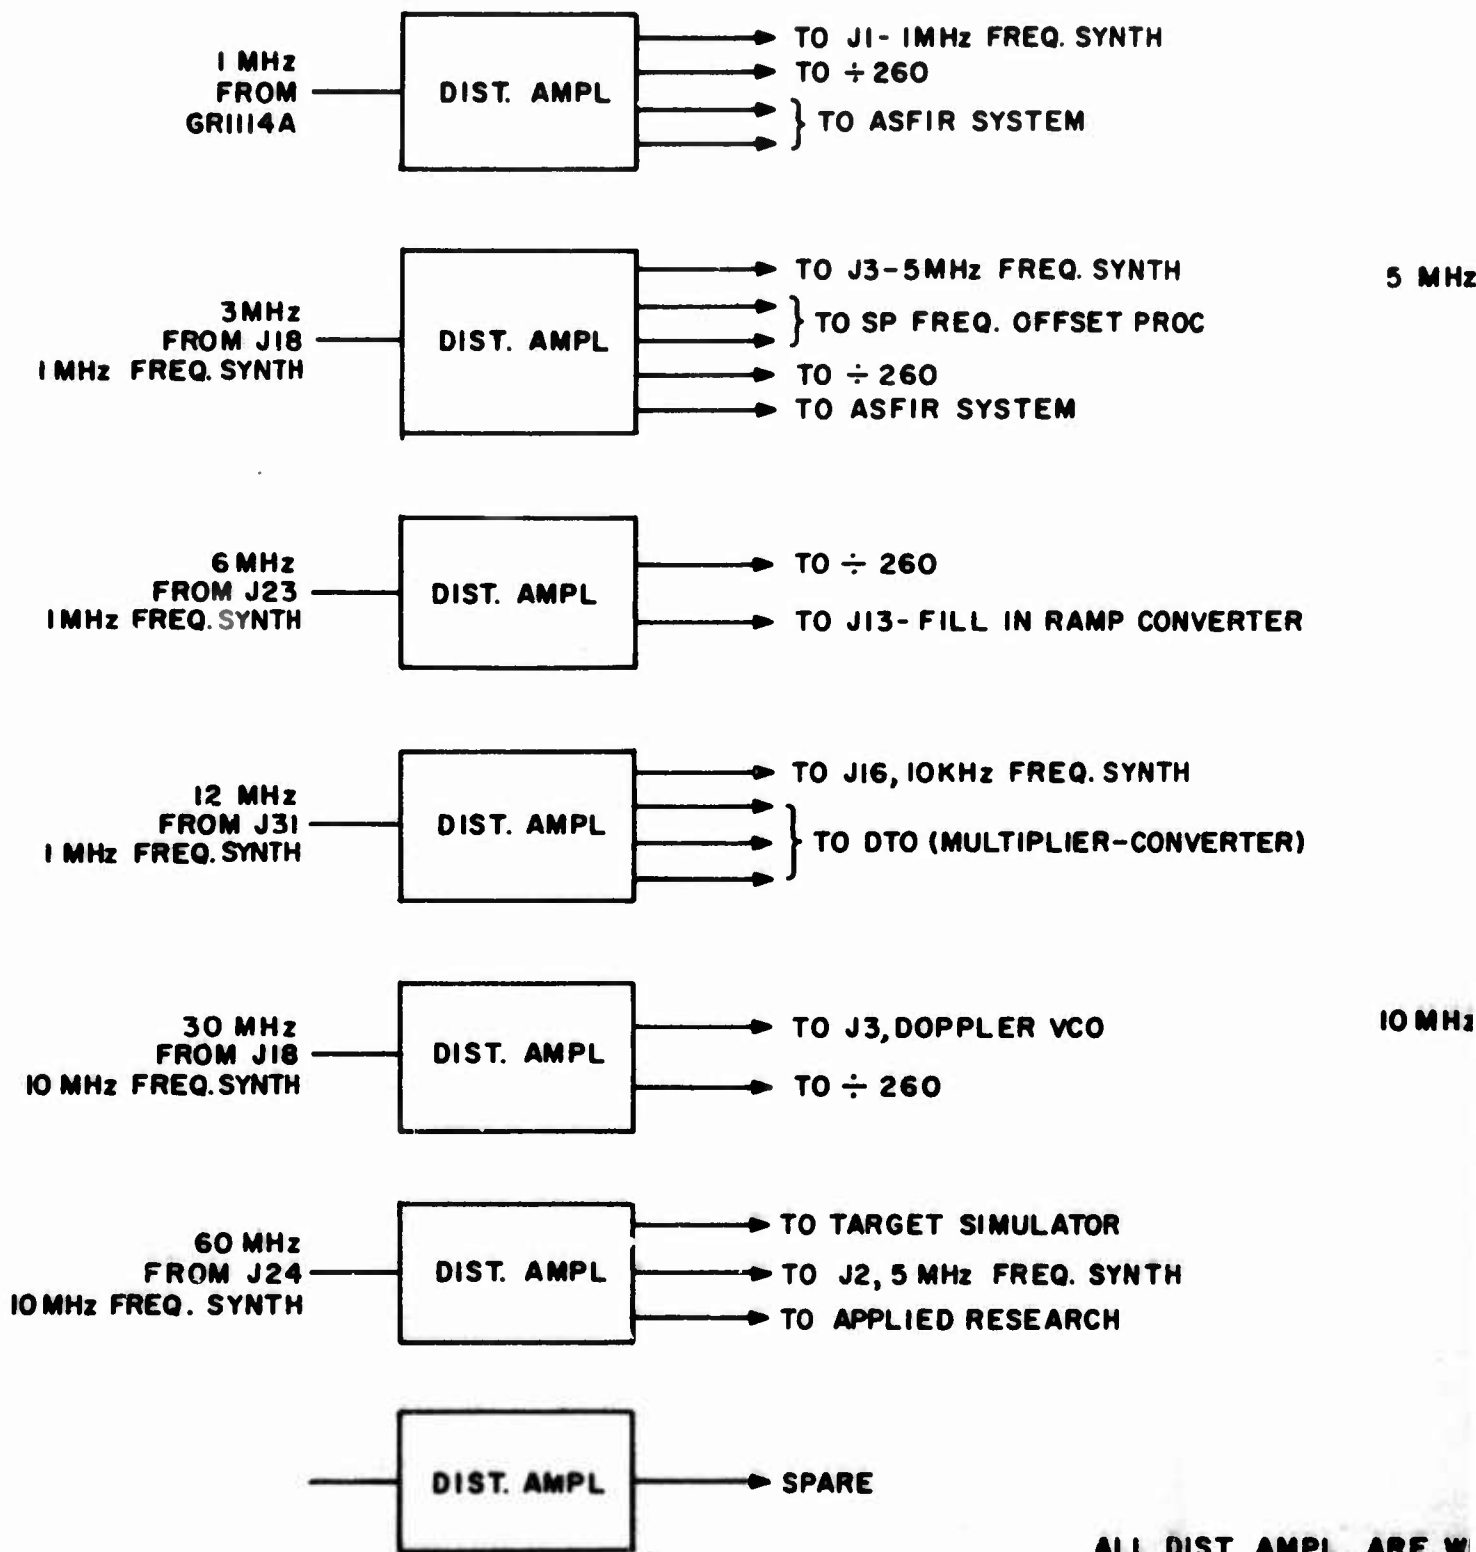 1 MHz
FROM
GR1114A
DIST. AMPL
TO J1- 1MHz FREQ. SYNTH
TO ÷260
} TO ASFIR SYSTEM
3MHz
FROM J18
1 MHz FREQ. SYNTH
DIST. AMPL
TO J3-5MHz FREQ. SYNTH
} TO SP FREQ. OFFSET PROC
TO ÷ 260
TO ASFIR SYSTEM
5 MHz
6 MHz
FROM J23
1MHz FREQ. SYNTH
DIST. AMPL
TO ÷ 260
TO J13- FILL IN RAMP CONVERTER
12 MHz
FROM J31
1 MHz FREQ. SYNTH
DIST. AMPL
TO J16, 10KHz FREQ. SYNTH
} TO DTO (MULTIPLIER-CONVERTER)
30 MHz
FROM J18
10 MHz FREQ. SYNTH
DIST. AMPL
TO J3, DOPPLER VCO
TO ÷ 260
10 MHz
60 MHz
FROM J24
10 MHz FREQ. SYNTH
DIST. AMPL
TO TARGET SIMULATOR
TO J2, 5 MHz FREQ. SYNTH
TO APPLIED RESEARCH
DIST. AMPL
SPARE
ALL DIST. AMPL. ARE